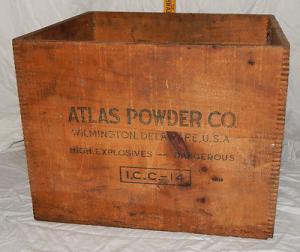 ATLAS POWDER CO.
WILMINGTON, DELAWARE, U.S.A.
HIGH EXPLOSIVES — DANGEROUS
I.C.C-14